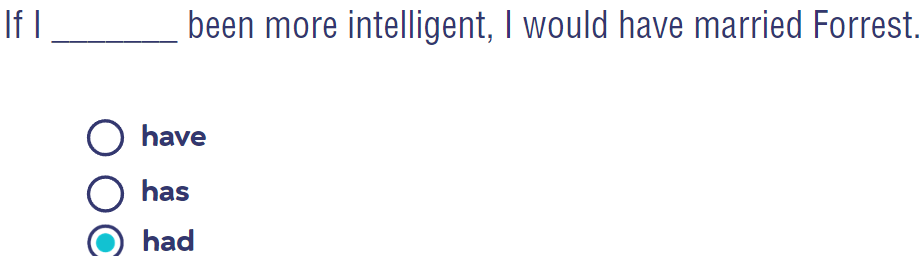 If I _______ been more intelligent, I would have married Forrest.
have
has
had